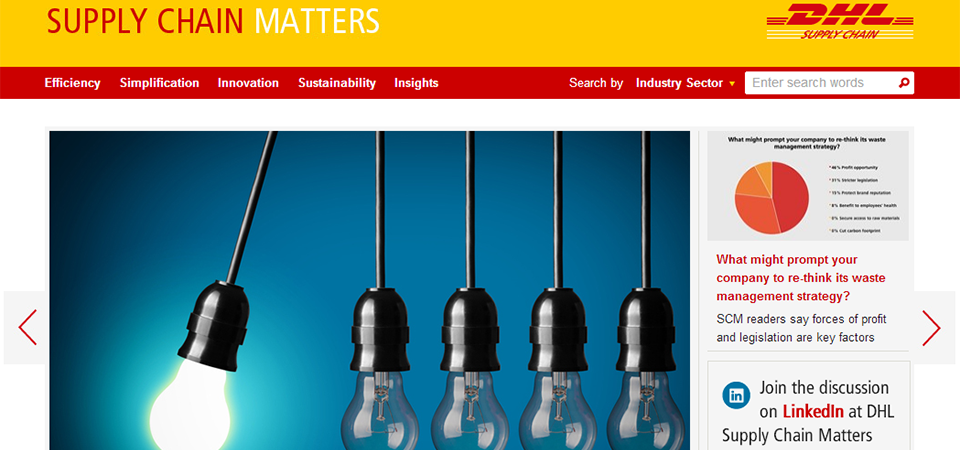 SUPPLY CHAIN MATTERS
DHL
SUPPLY CHAIN
Efficiency Simplification Innovation Sustainability Insights Search by Industry Sector Enter search words
What might prompt your company to re-think its waste
management strategy?
46% Profit opportunity
31% Stricter legislation
15% Protect brand reputation
8% Benefit to employees' health
0% Secure access to raw materials
0% Cut carbon footprint
What might prompt your
company to re-think its waste
management strategy?
SCM readers say forces of profit
and legislation are key factors
in
Join the discussion
on LinkedIn at DHL
Supply Chain Matters